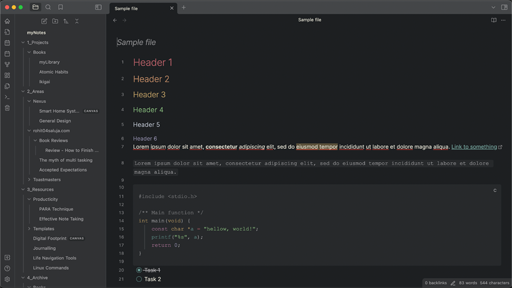 Sample file
myNotes
Sample file
1_Projects
Books
myLibrary
Atomic Habits
Ikigai
2_Areas
Nexus
Smart Home Syst... CANVAS
General Design
Book Reviews
Review - How to Finish ...
The myth of multi tasking
Accepted Expectations
Toastmasters
3_Resources
Productivity
PARA Technique
Effective Note Taking
Templates
Digital Footprint CANVAS
Journalling
Life Navigation Tools
Linux Commands
4_Archive
Sample file
1 Header 1
2 Header 2
3 Header 3
4 Header 4
5 Header 5
6 Header 6
7 Lorem ipsum dolor sit amet, consectetur adipiscing elit, sed do eiusmod tempor incididunt ut labore et dolore magna aliqua. Link to something
8 Lorem ipsum dolor sit amet, consectetur adipiscing elit, sed do eiusmod tempor incididunt ut labore et dolore
magna aliqua.
9
10
11 #include <stdio.h>
12
13 /** Main function */
14 int main(void) {
15 const char *s = "hellow, world!";
16 printf("%s", s);
17 return 0;
18 }
19
20 Task 1
21 Task 2
0 backlinks 83 words 544 characters